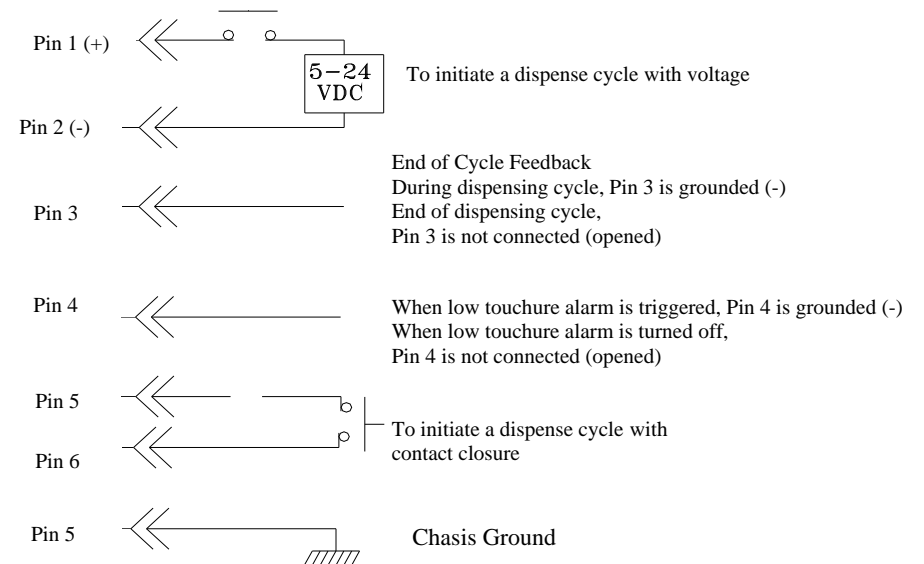 Pin 1 (+)
5-24
VDC
To initiate a dispense cycle with voltage
Pin 2 (-)
End of Cycle Feedback
During dispensing cycle, Pin 3 is grounded (-)
Pin 3
End of dispensing cycle,
Pin 3 is not connected (opened)
Pin 4
When low touchure alarm is triggered, Pin 4 is grounded (-)
When low touchure alarm is turned off,
Pin 4 is not connected (opened)
Pin 5
To initiate a dispense cycle with
contact closure
Pin 6
Pin 5
Chasis Ground